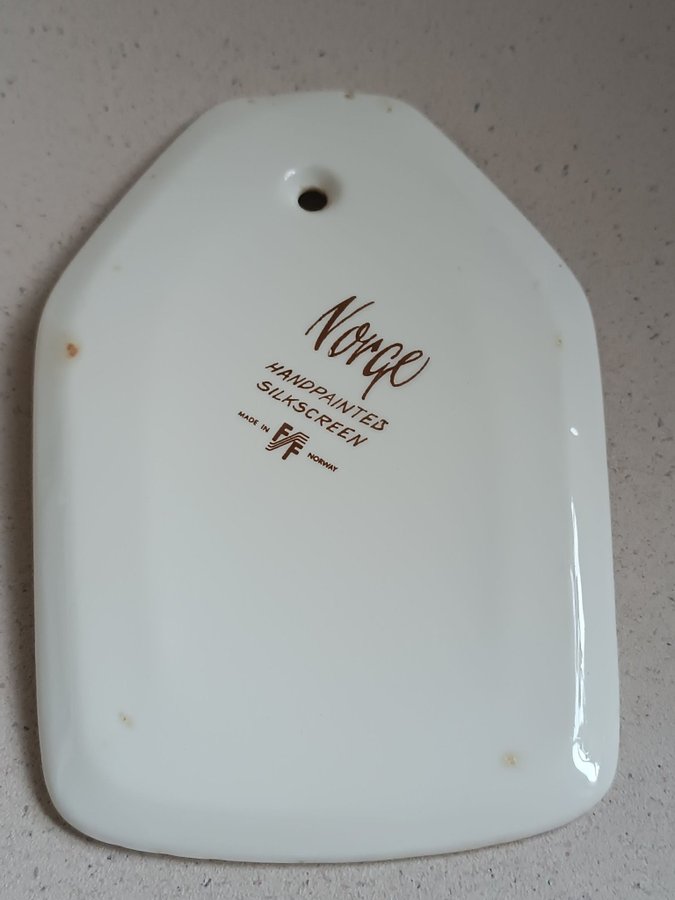 Norge
HANDPAINTED
SILKSCREEN
MADE IN FF NORWAY